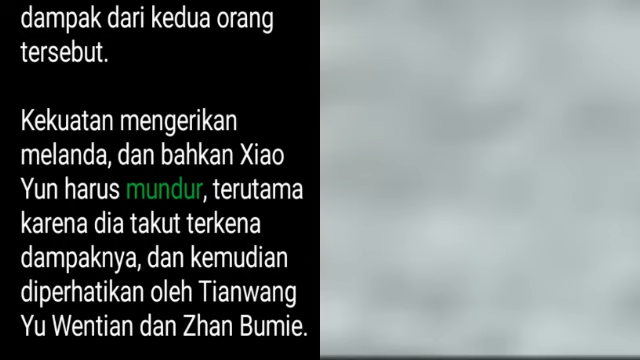 dampak dari kedua orang
tersebut.
Kekuatan mengerikan
melanda, dan bahkan Xiao
Yun harus mundur, terutama
karena dia takut terkena
dampaknya, dan kemudian
diperhatikan oleh Tianwang
Yu Wentian dan Zhan Bumie.